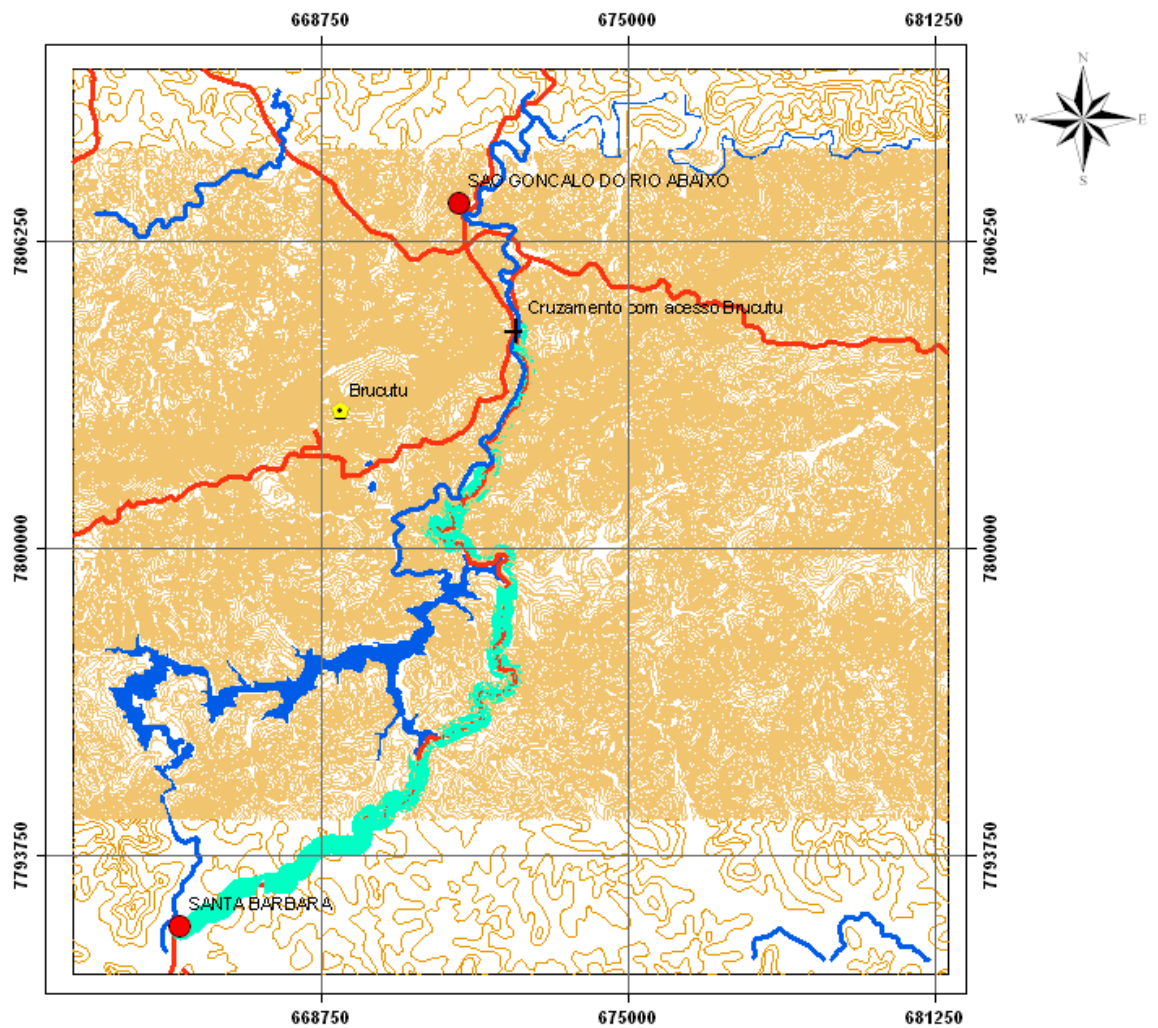 668750 675000 681250
N
W E
S
SAO GONCALO DO RIO ABAIXO
7806250 7806250
Cruzamento com acesso Brucutu
Brucutu
7800000 7800000
7793750 7793750
SANTA BARBARA
668750 675000 681250